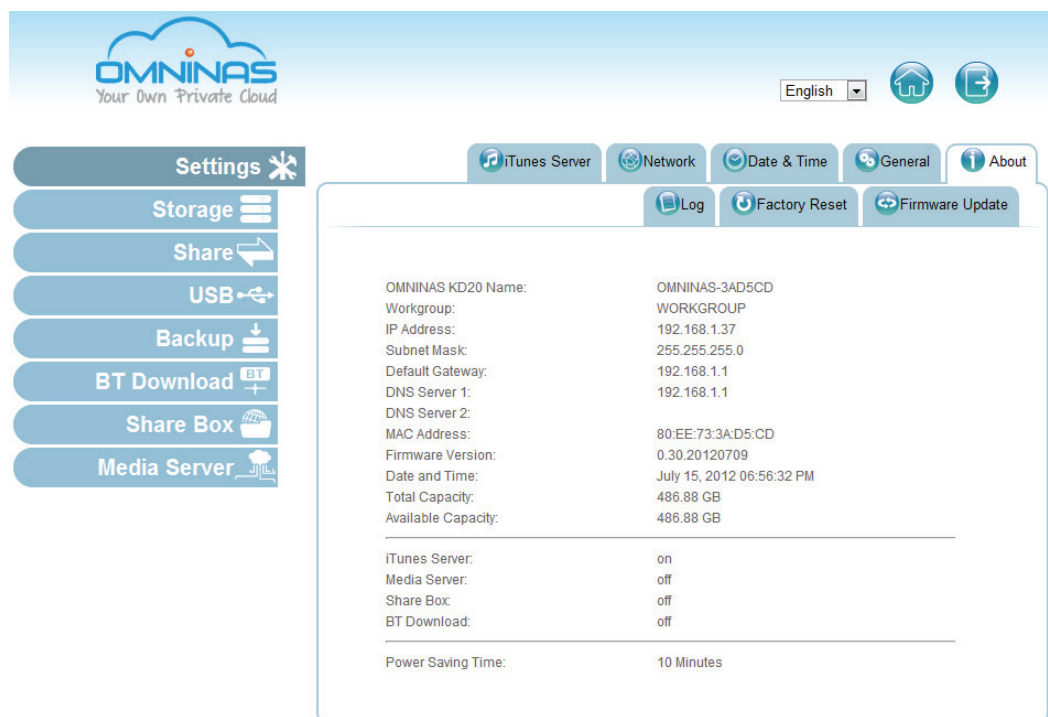 OMNINAS
Your Own Private Cloud
English
Settings
Storage
Share
USB
Backup
BT Download BT
Share Box
Media Server
iTunes Server Network Date & Time General About
Log Factory Reset Firmware Update
OMNINAS KD20 Name: OMNINAS-3AD5CD
Workgroup: WORKGROUP
IP Address: 192.168.1.37
Subnet Mask: 255.255.255.0
Default Gateway: 192.168.1.1
DNS Server 1: 192.168.1.1
DNS Server 2:
MAC Address: 80:EE:73:3A:D5:CD
Firmware Version: 0.30.20120709
Date and Time: July 15, 2012 06:56:32 PM
Total Capacity: 486.88 GB
Available Capacity: 486.88 GB
iTunes Server: on
Media Server: off
Share Box: off
BT Download: off
Power Saving Time: 10 Minutes